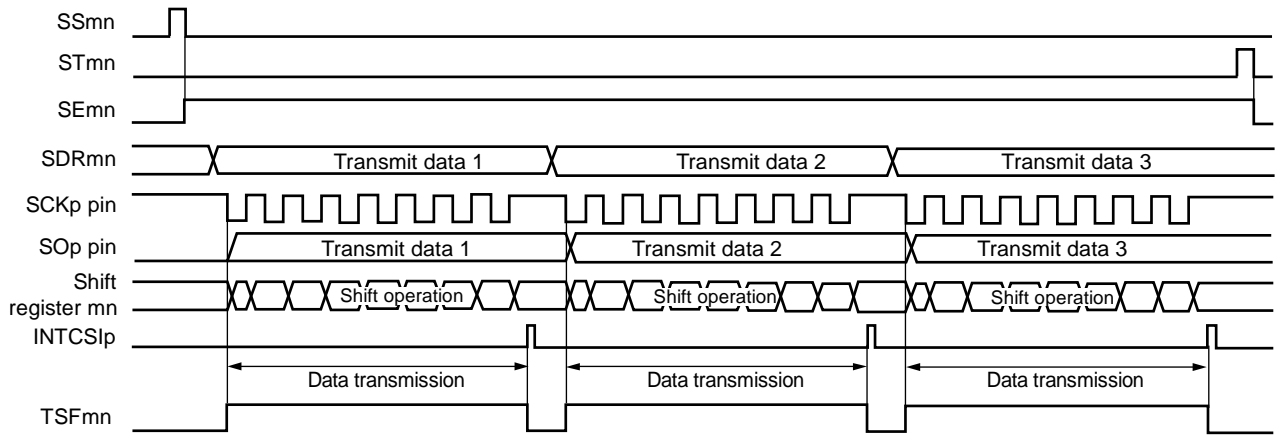 SSmn
STmn
SEmn
SDRmn Transmit data 1 Transmit data 2 Transmit data 3
SCKp pin
SOp pin Transmit data 1 Transmit data 2 Transmit data 3
Shift
register mn Shift operation Shift operation Shift operation
INTCSIp
Data transmission Data transmission Data transmission
TSFmn